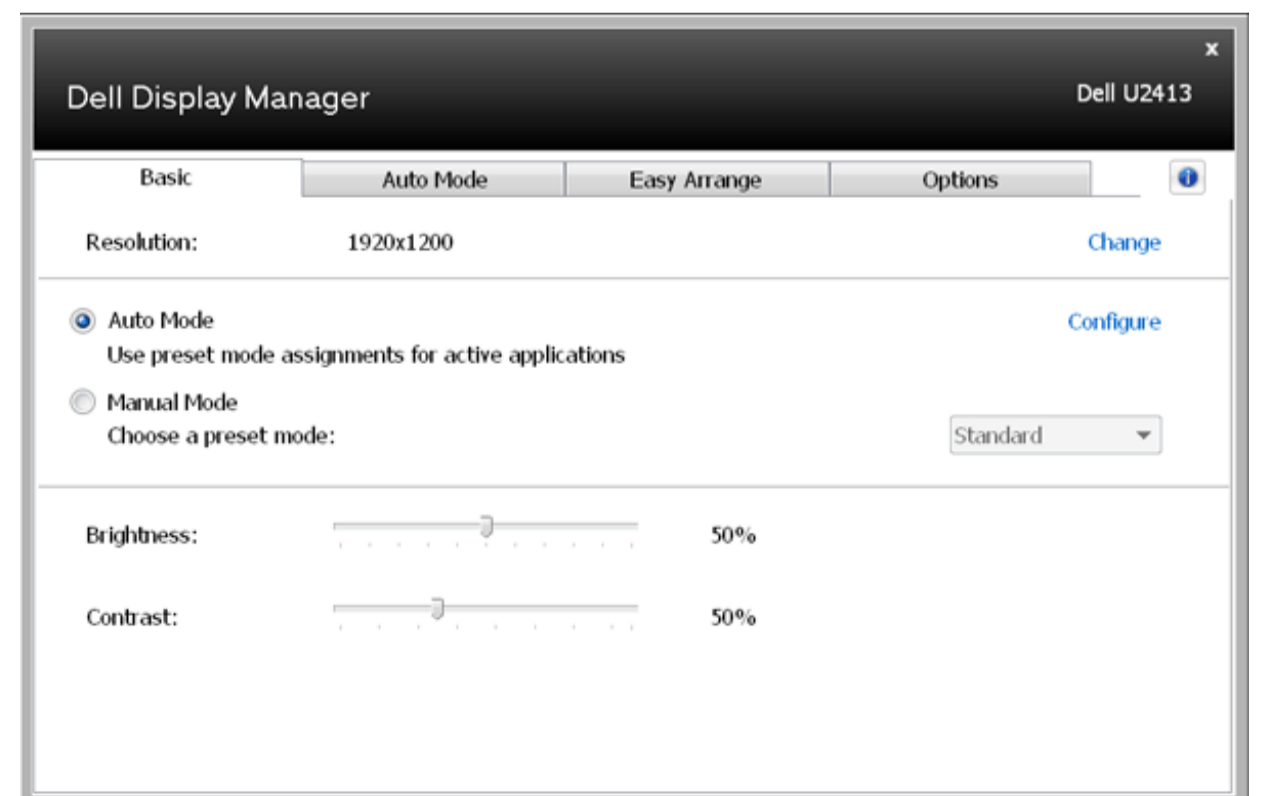 x
Dell Display Manager Dell U2413
Basic Auto Mode Easy Arrange Options i
Resolution: 1920x1200 Change
Auto Mode Configure
Use preset mode assignments for active applications
Manual Mode
Choose a preset mode: Standard
Brightness: 50%
Contrast: 50%